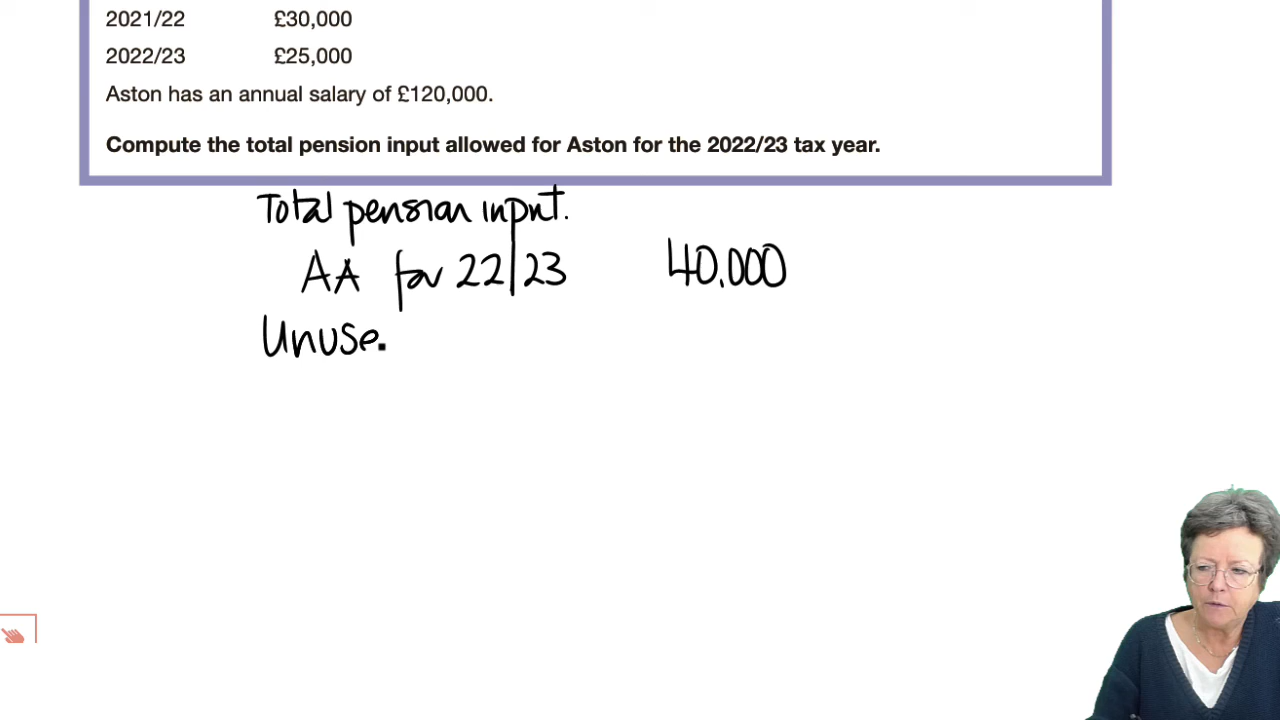 2021/22 £30,000
2022/23 £25,000
Aston has an annual salary of £120,000.
Compute the total pension input allowed for Aston for the 2022/23 tax year.
Total pension input.
AA for 22/23 40.000
Unuse.